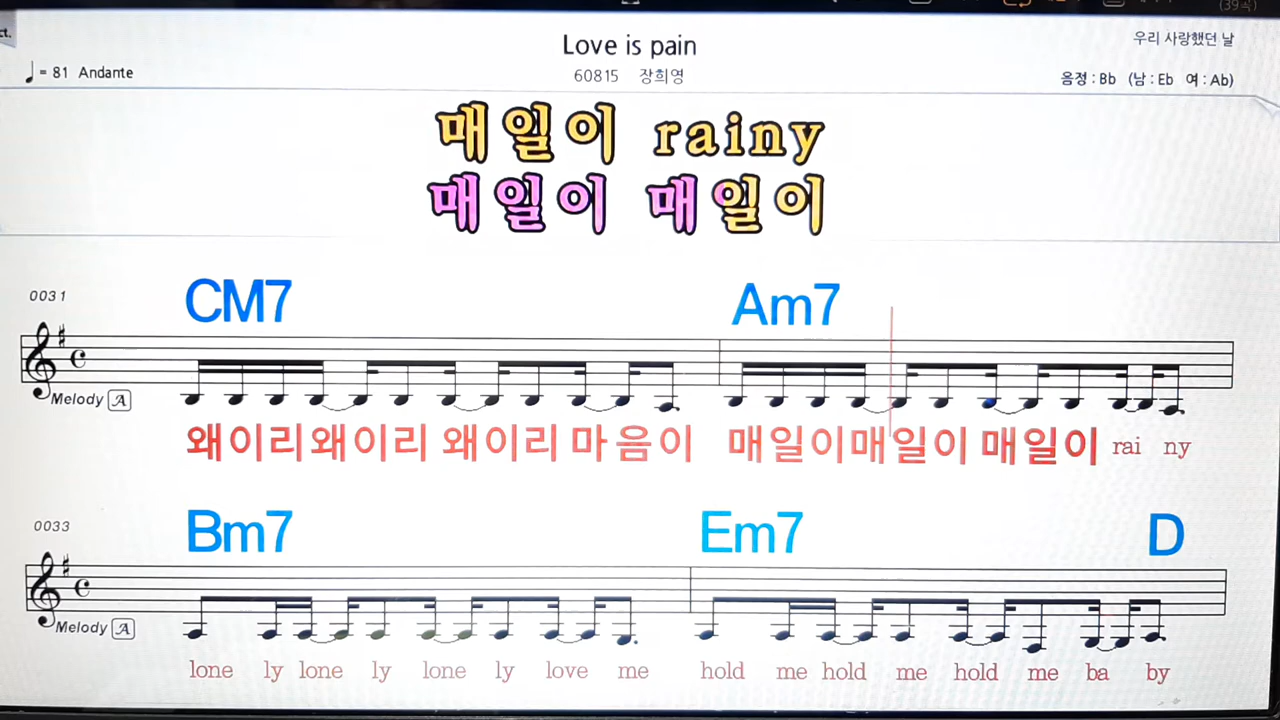 ct.
(39곡)
Love is pain
우리 사랑했던 날
♩= 81 Andante
60815 장희영
음정 : Bb (남 : Eb 여 : Ab)
매일이 rainy
매일이 매일이
0031
CM7 Am7
Melody A
왜이리왜이리 왜이리 마음이 매일이매일이 매일이 rai ny
0033
Bm7 Em7 D
Melody A
lone ly lone ly lone ly love me hold me hold me hold me ba by